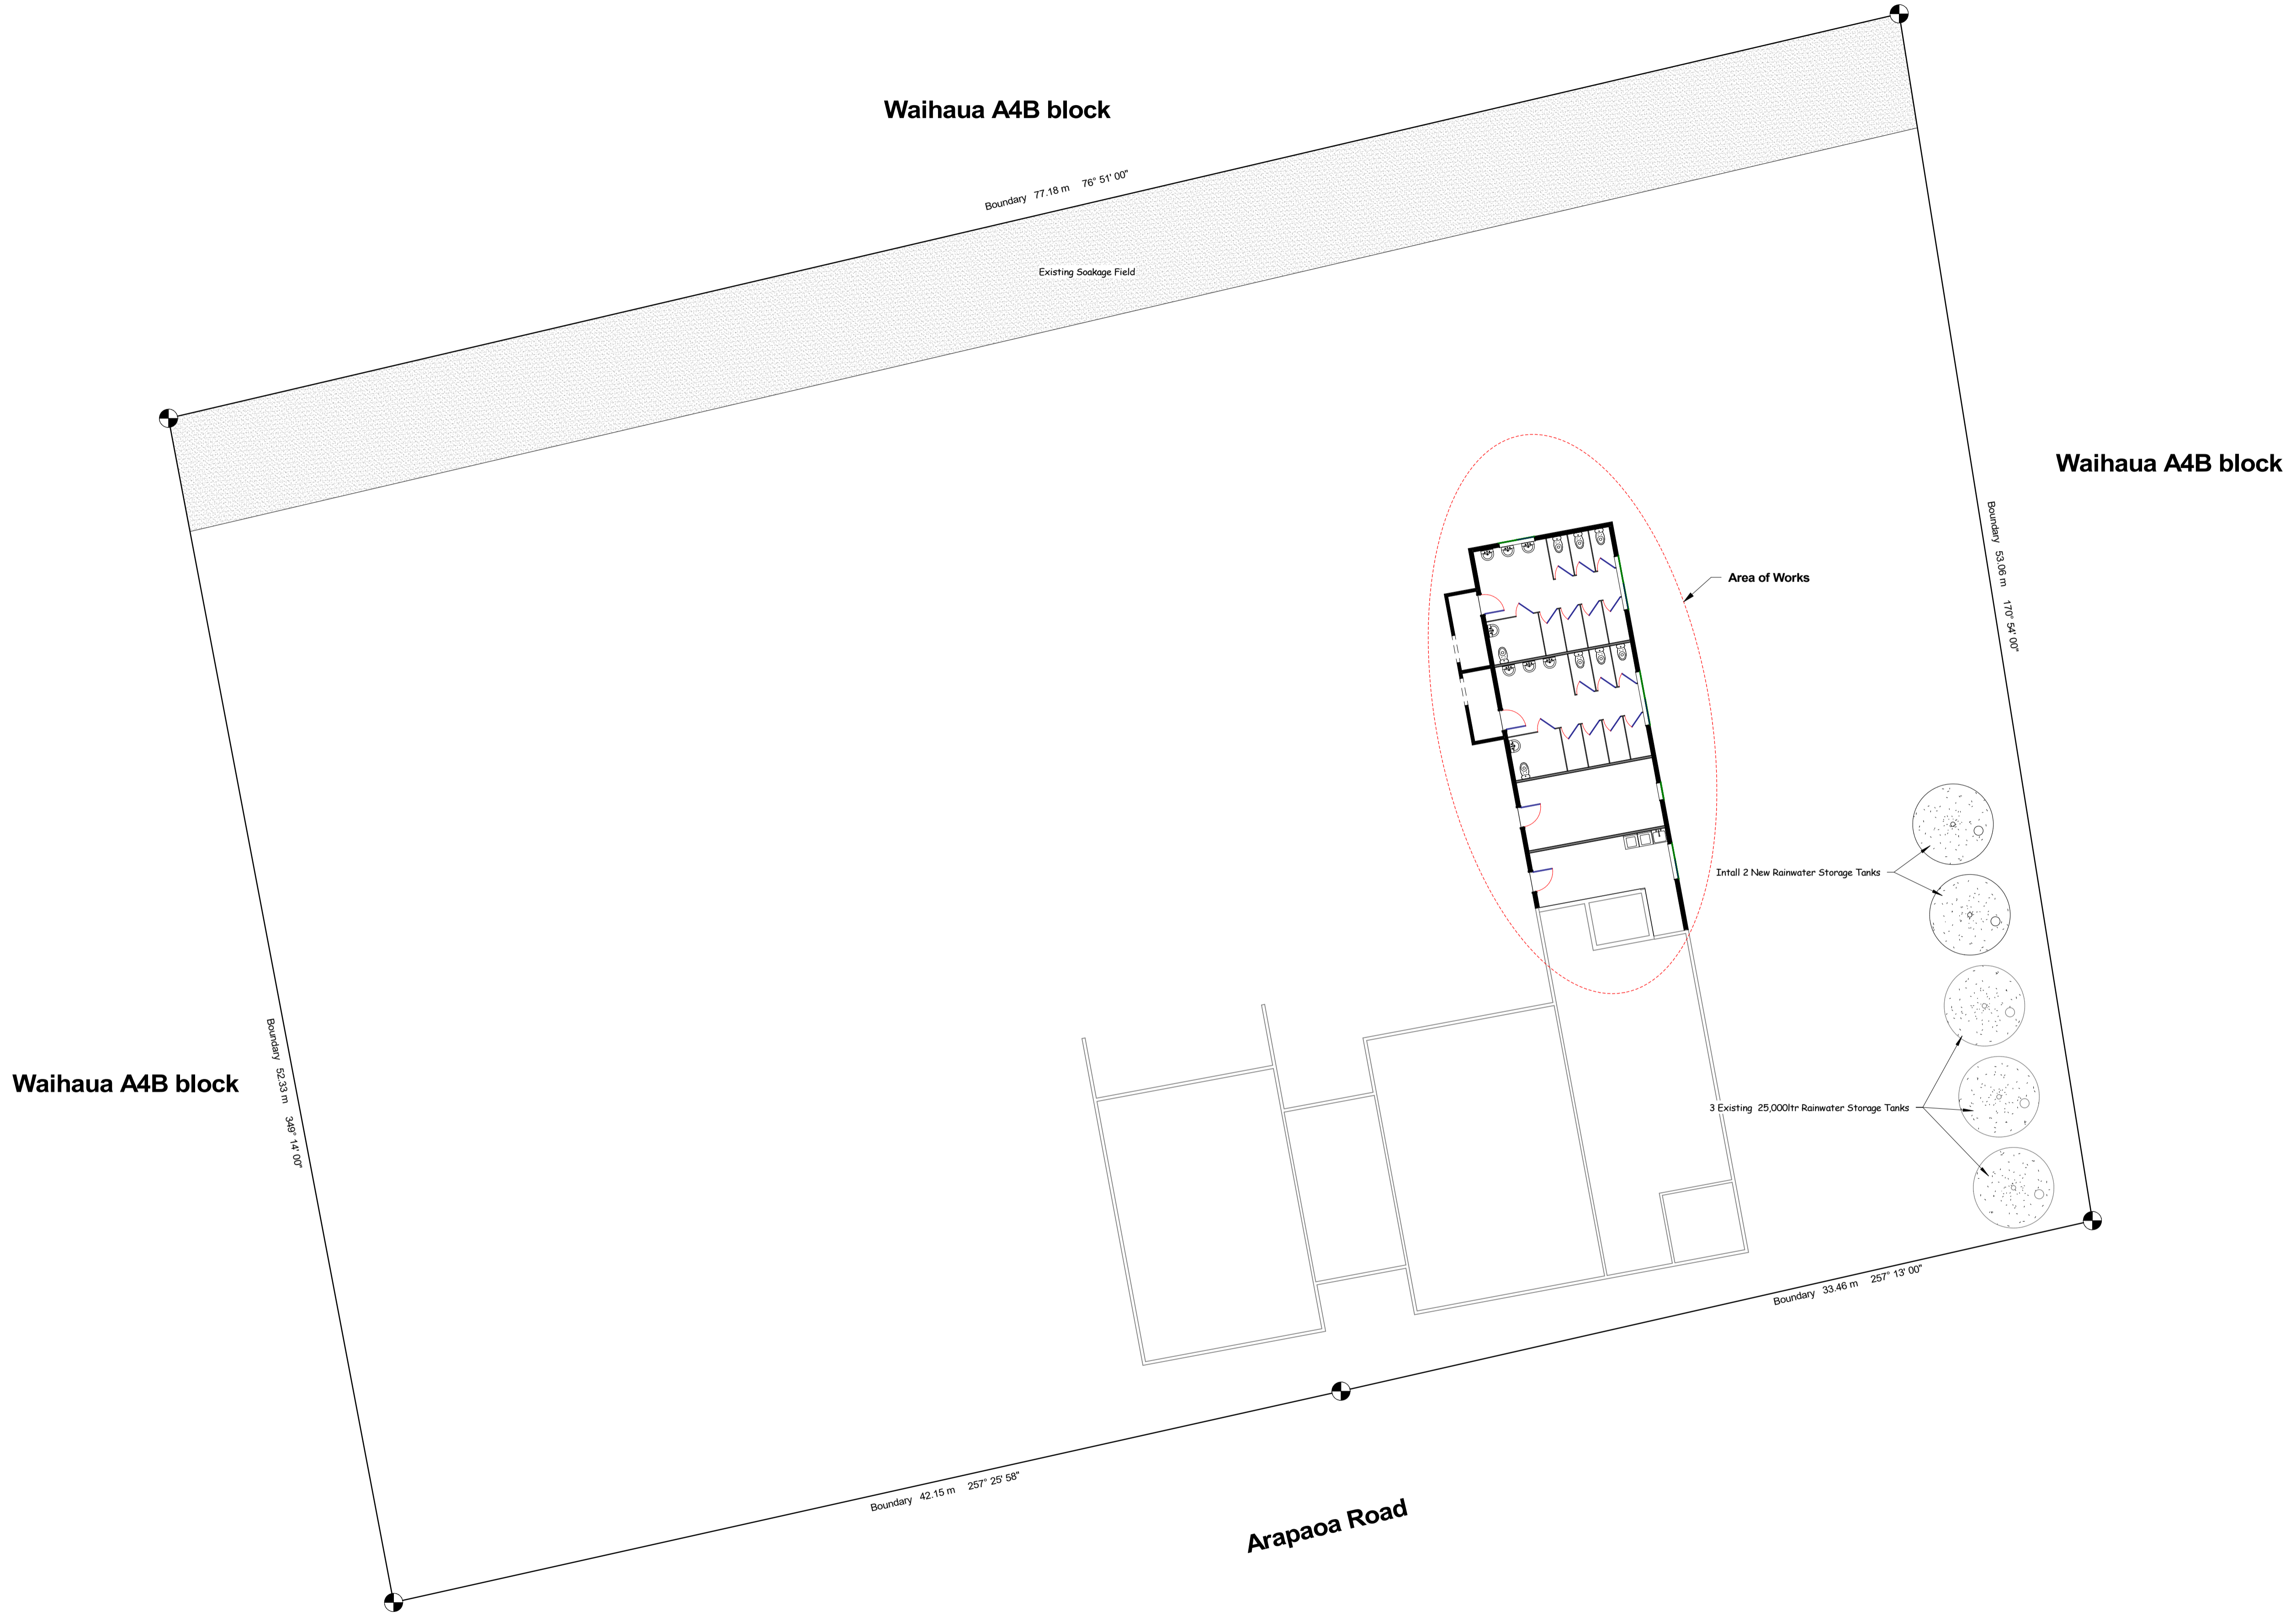 Waihaua A4B block
Boundary 77.18 m 76° 51' 00"
Existing Soakage Field
Waihaua A4B block
Boundary 53.06 m 170° 54' 00"
Area of Works
Intall 2 New Rainwater Storage Tanks
Waihaua A4B block
Boundary 52.33 m 349° 14' 00"
3 Existing 25,000ltr Rainwater Storage Tanks
Boundary 33.46 m 257° 13' 00"
Boundary 42.15 m 257° 25' 58"
Arapaoa Road